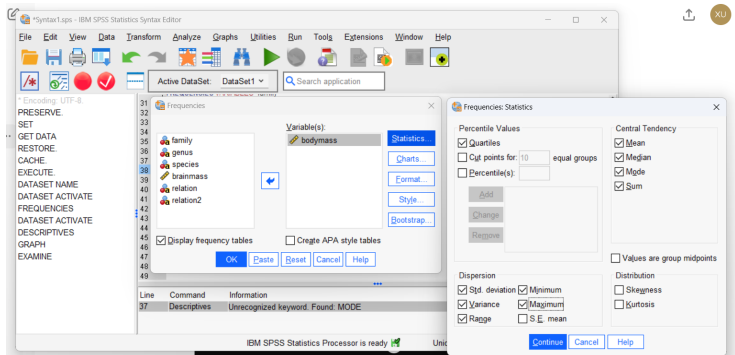 *Syntax1.sps - IBM SPSS Statistics Syntax Editor
XU
File Edit View Data Transform Analyze Graphs Utilities Run Tools Extensions Window Help
Active DataSet: DataSet1 Search application
* Encoding: UTF-8.
PRESERVE.
SET
GET DATA
RESTORE.
CACHE.
EXECUTE.
DATASET NAME
DATASET ACTIVATE
FREQUENCIES
DATASET ACTIVATE
DESCRIPTIVES
GRAPH
EXAMINE
31
32
33
34
35
36
37
38
39
40
41
42
43
44
45
46
47
48
49
Frequencies
family
genus
species
brainmass
relation
relation2
Variable(s):
bodymass
Statistics...
Charts...
Format...
Style...
Bootstrap...
Display frequency tables Create APA style tables
OK Paste Reset Cancel Help
Line Command Information
37 Descriptives Unrecognized keyword. Found: MODE
IBM SPSS Statistics Processor is ready Unic
Frequencies: Statistics
Percentile Values
Quartiles
Cut points for: 10 equal groups
Percentile(s):
Add
Change
Remove
Central Tendency
Mean
Median
Mode
Sum
Values are group midpoints
Dispersion
Std. deviation Minimum
Variance Maximum
Range S.E. mean
Distribution
Skewness
Kurtosis
Continue Cancel Help